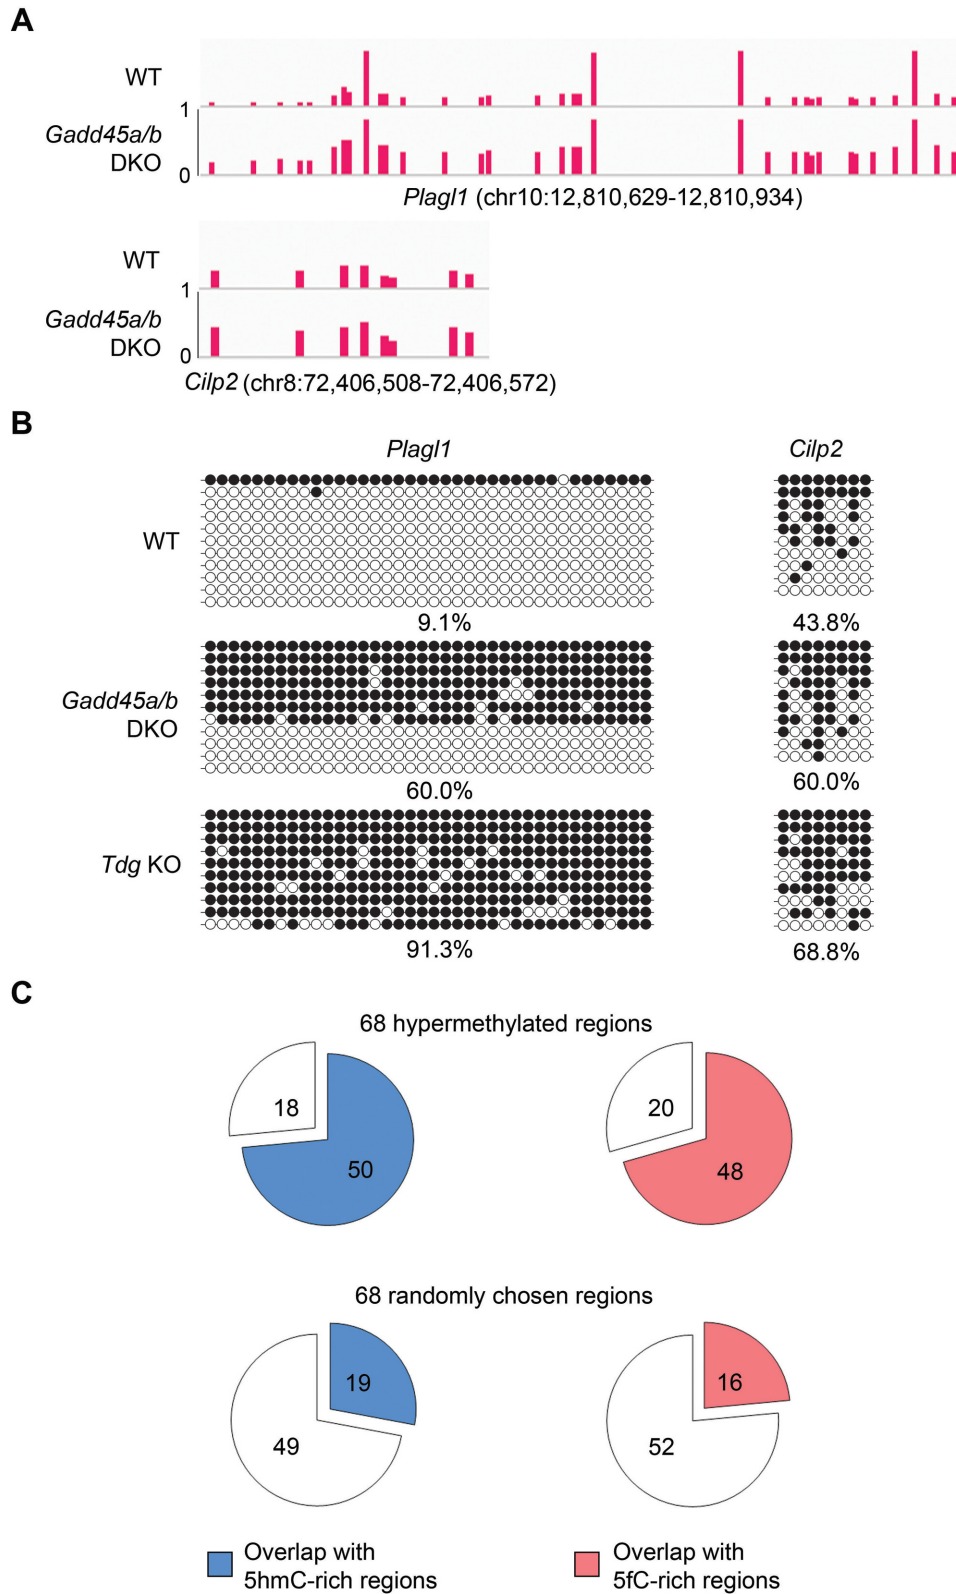 A
WT
1
Gadd45a/b
DKO
0
Plagl1 (chr10:12,810,629-12,810,934)
WT
1
Gadd45a/b
DKO
0
Cilp2 (chr8:72,406,508-72,406,572)
B
Plagl1
Cilp2
WT
9.1%
43.8%
Gadd45a/b
DKO
60.0%
60.0%
Tdg KO
91.3%
68.8%
C
68 hypermethylated regions
18
50
20
48
68 randomly chosen regions
19
49
16
52
Overlap with
5hmC-rich regions
Overlap with
5fC-rich regions